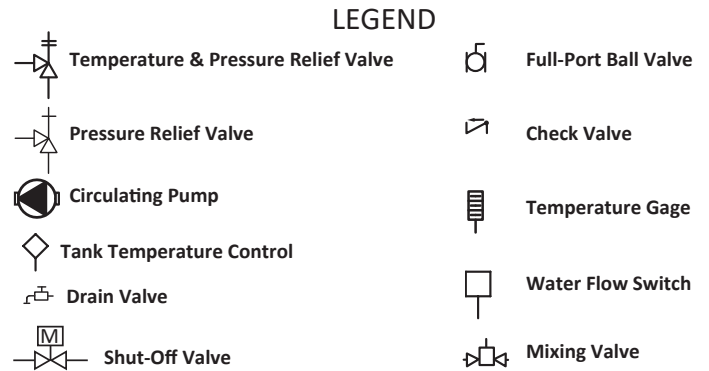 LEGEND
Temperature & Pressure Relief Valve
Full-Port Ball Valve
Pressure Relief Valve
Check Valve
Circulating Pump
Temperature Gage
Tank Temperature Control
Drain Valve
Water Flow Switch
M
Shut-Off Valve
Mixing Valve